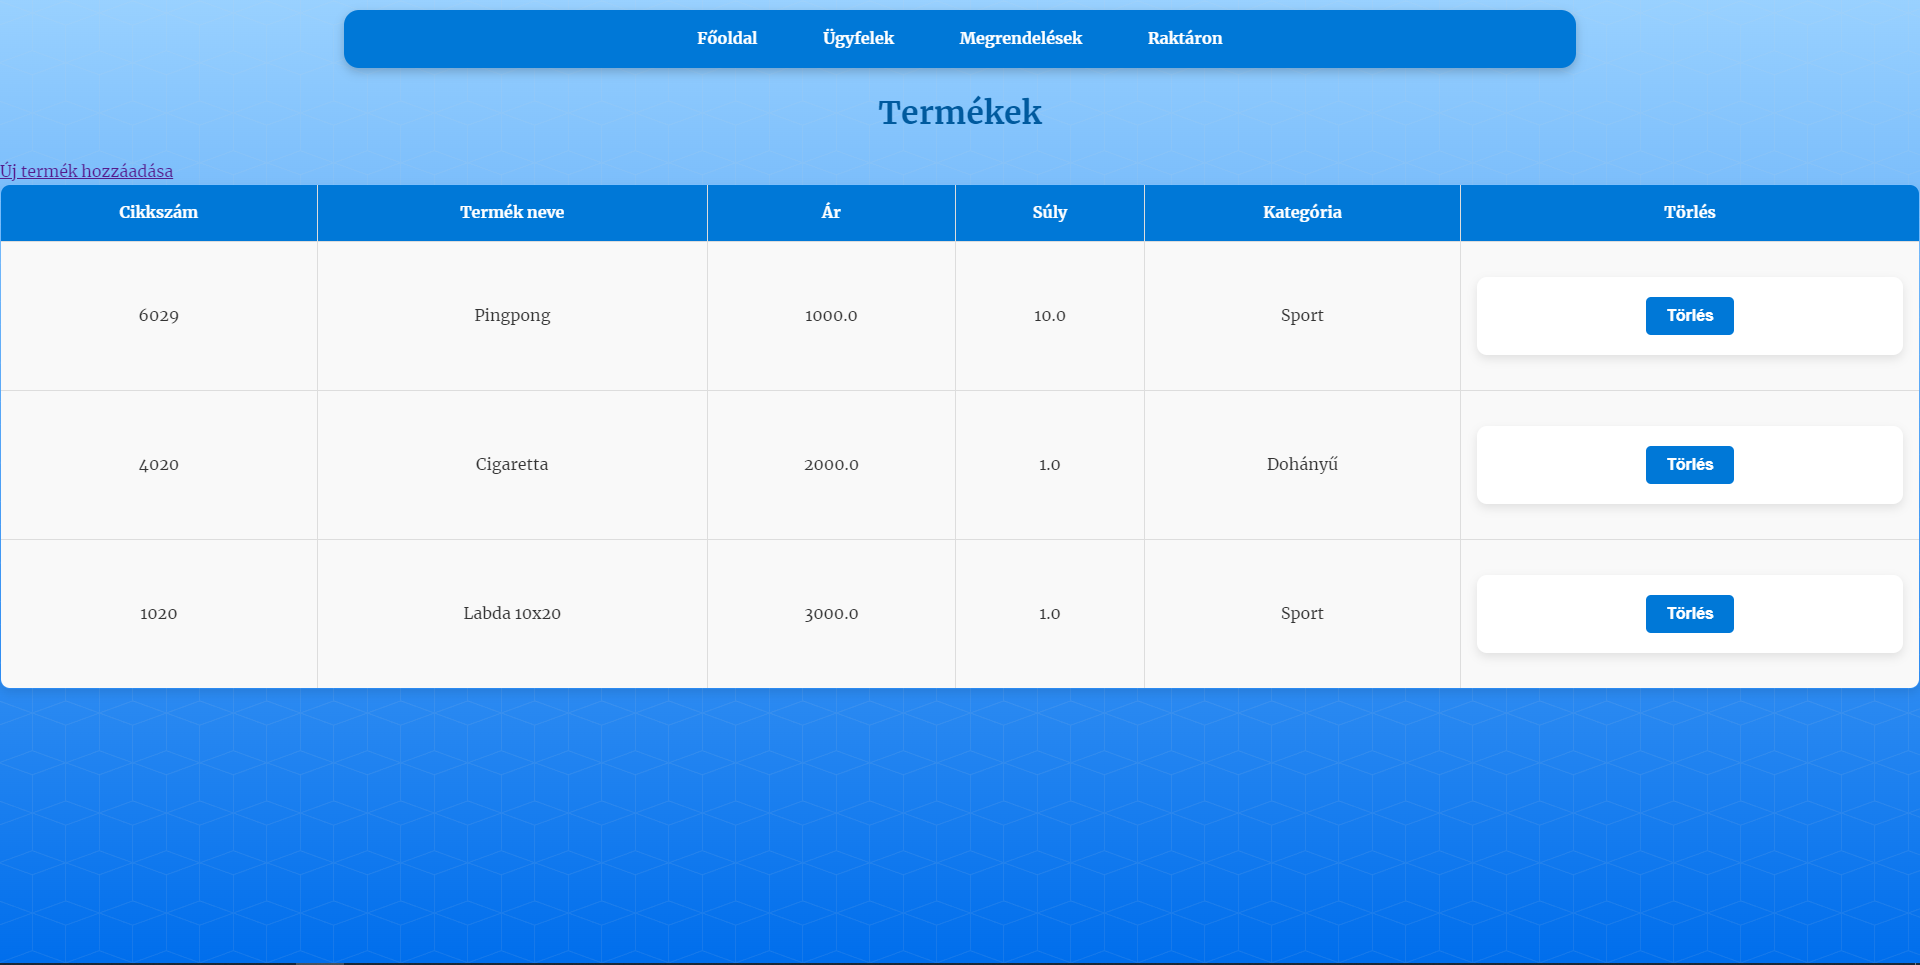 Főoldal Ügyfelek Megrendelések Raktáron
Termékek
Új termék hozzáadása
Cikkszám Termék neve Ár Súly Kategória Törlés
6029 Pingpong 1000.0 10.0 Sport Törlés
4020 Cigaretta 2000.0 1.0 Dohányű Törlés
1020 Labda 10x20 3000.0 1.0 Sport Törlés